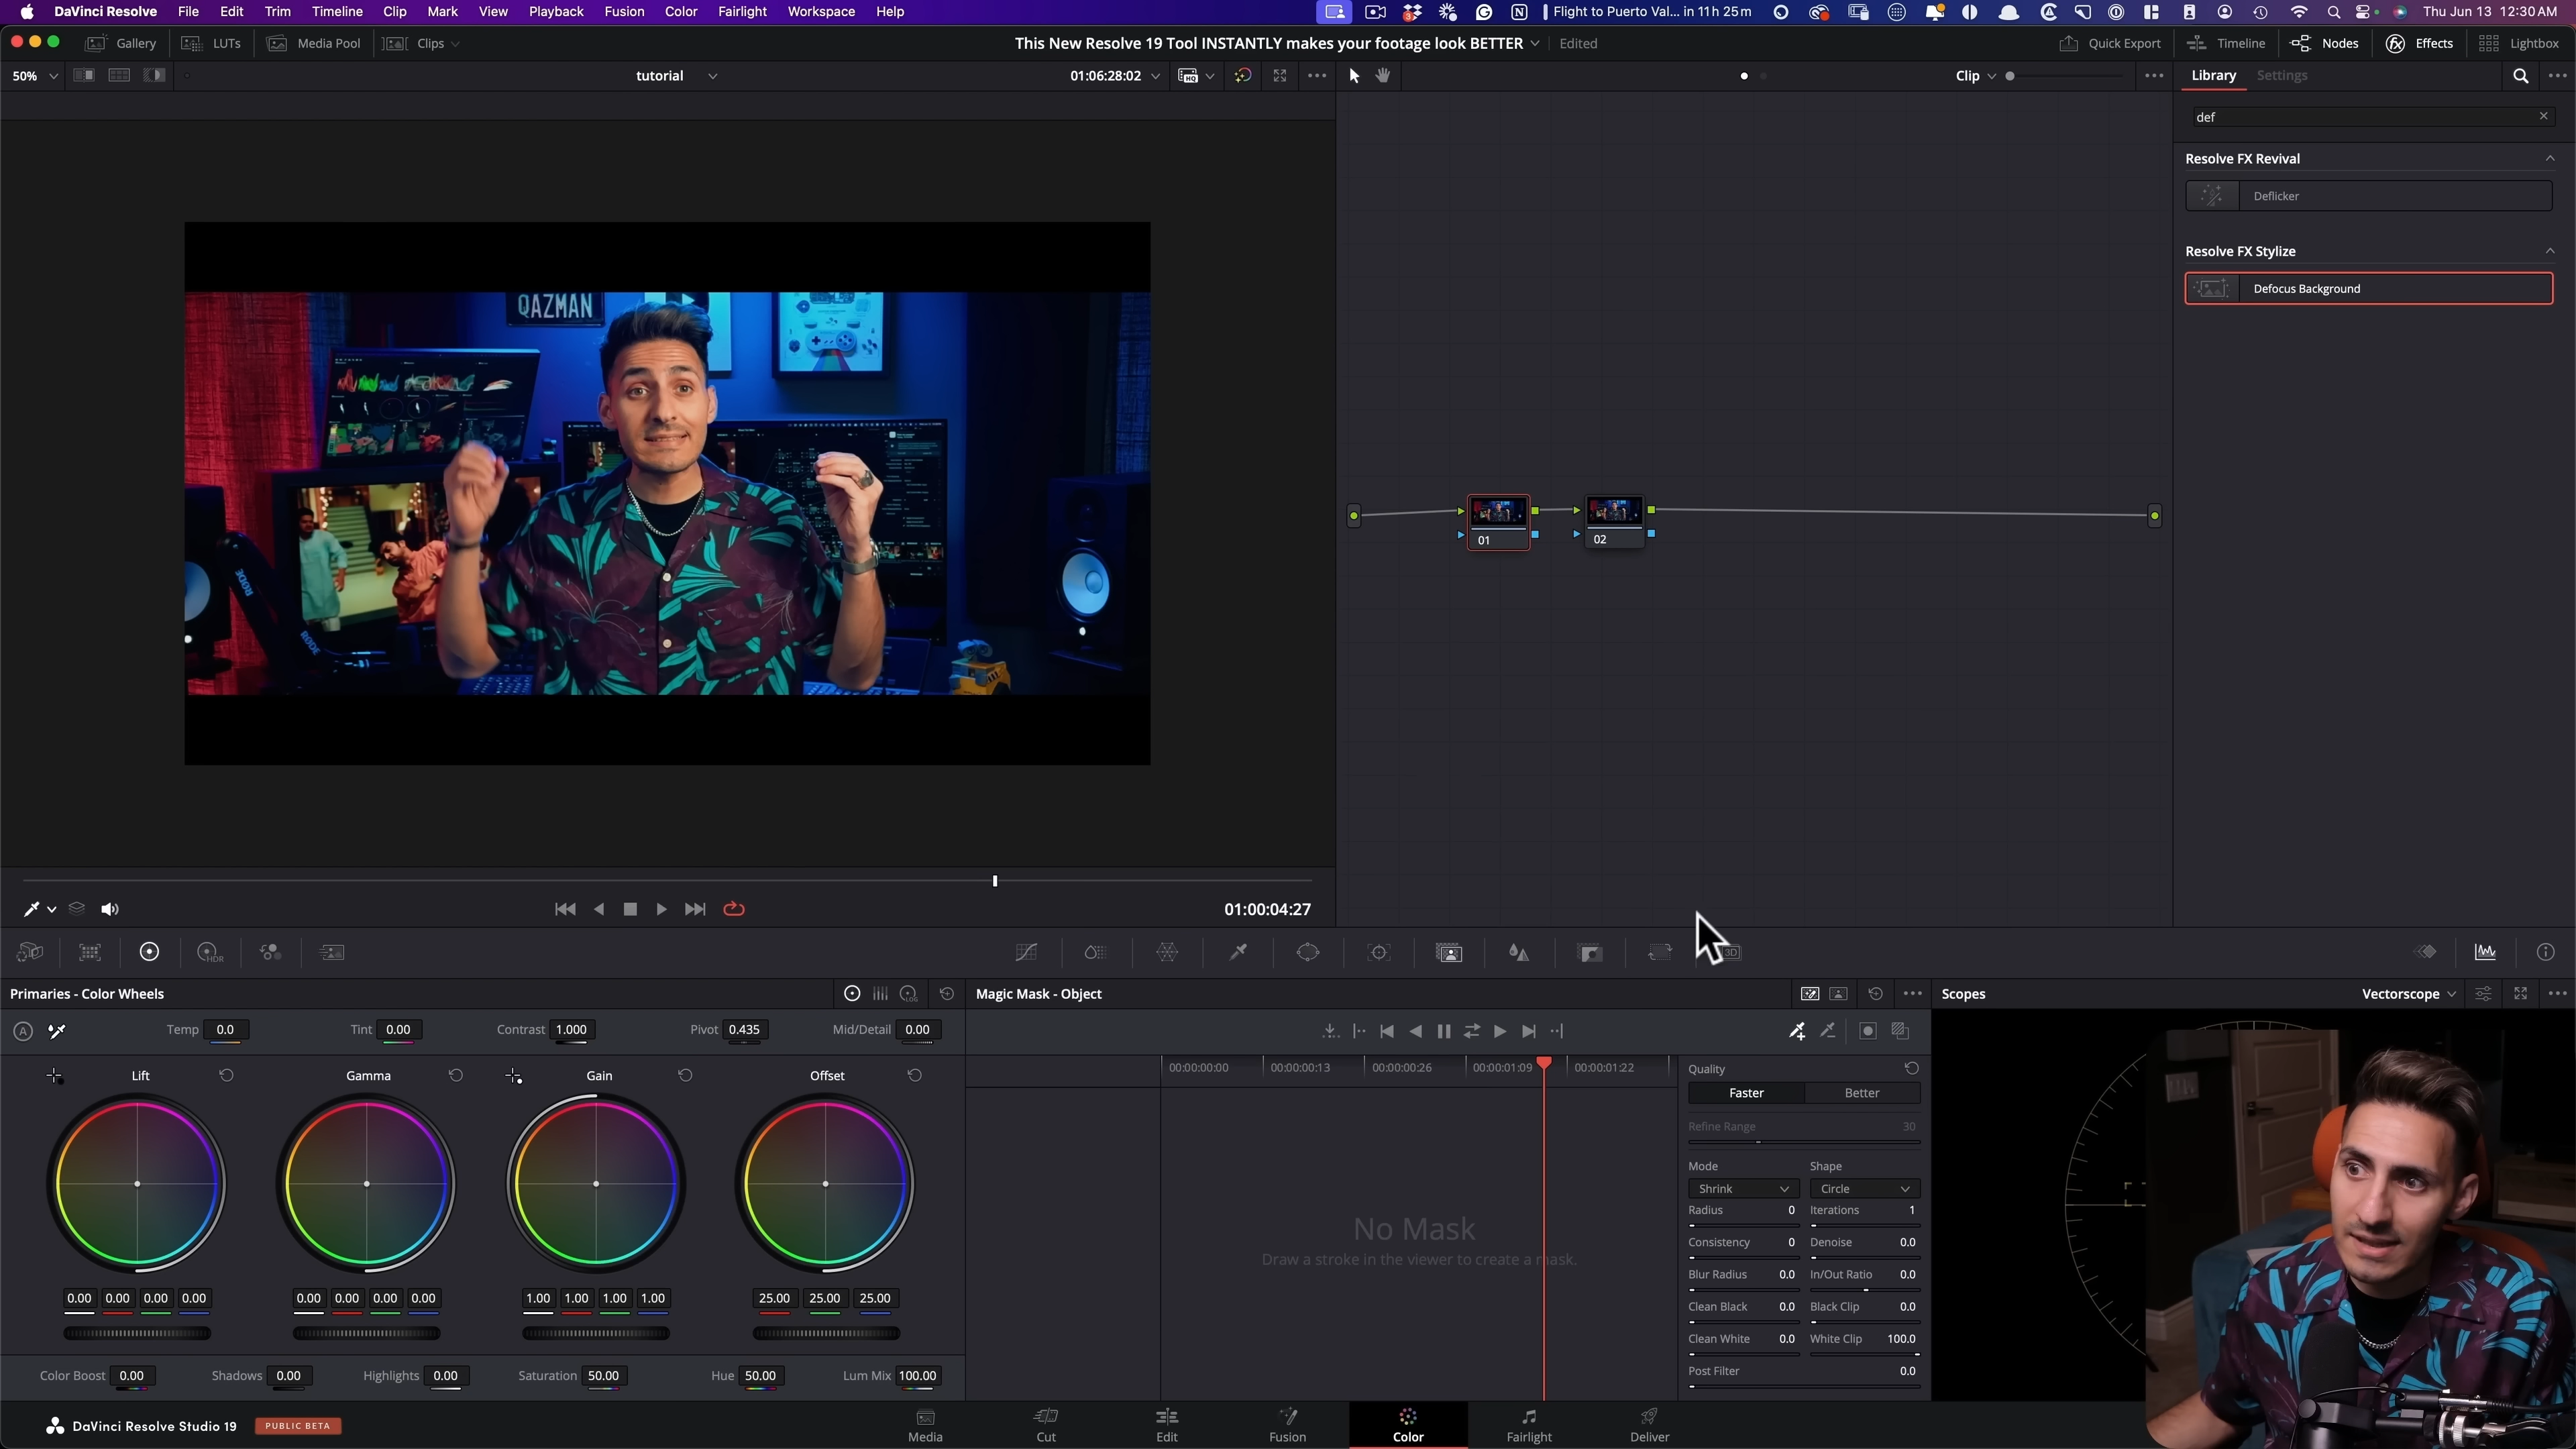 DaVinci Resolve File Edit Trim Timeline Clip Mark View Playback Fusion Color Fairlight Workspace Help
3 Flight to Puerto Val... in 11 h 25 m Thu Jun 13 12:30 AM
Gallery LUTs Media Pool Clips This New Resolve 19 Tool INSTANTLY makes your footage look BETTER Edited Quick Export Timeline Nodes Effects Lightbox
50% tutorial 01:06:28:02 HQ Clip Library Settings
def
Resolve FX Revival
Deflicker
Resolve FX Stylize
Defocus Background
QAZMAN
RODE
RODE
01 02
01:00:04:27
HDR 3D
Primaries - Color Wheels LOG Magic Mask - Object Scopes Vectorscope
A Temp 0.0 Tint 0.00 Contrast 1.000 Pivot 0.435 Mid/Detail 0.00
Lift Gamma Gain Offset
00:00:00:00 00:00:00:13 00:00:00:26 00:00:01:09 00:00:01:22
Quality
Faster Better
Refine Range 30
Mode Shape
Shrink Circle
Radius 0 Iterations 1
Consistency 0 Denoise 0.0
Blur Radius 0.0 In/Out Ratio 0.0
Clean Black 0.0 Black Clip 0.0
Clean White 0.0 White Clip 100.0
Post Filter 0.0
No Mask
Draw a stroke in the viewer to create a mask.
0.00 0.00 0.00 0.00 0.00 0.00 0.00 0.00 1.00 1.00 1.00 1.00 25.00 25.00 25.00
Color Boost 0.00 Shadows 0.00 Highlights 0.00 Saturation 50.00 Hue 50.00 Lum Mix 100.00
DaVinci Resolve Studio 19 PUBLIC BETA
Media Cut Edit Fusion Color Fairlight Deliver